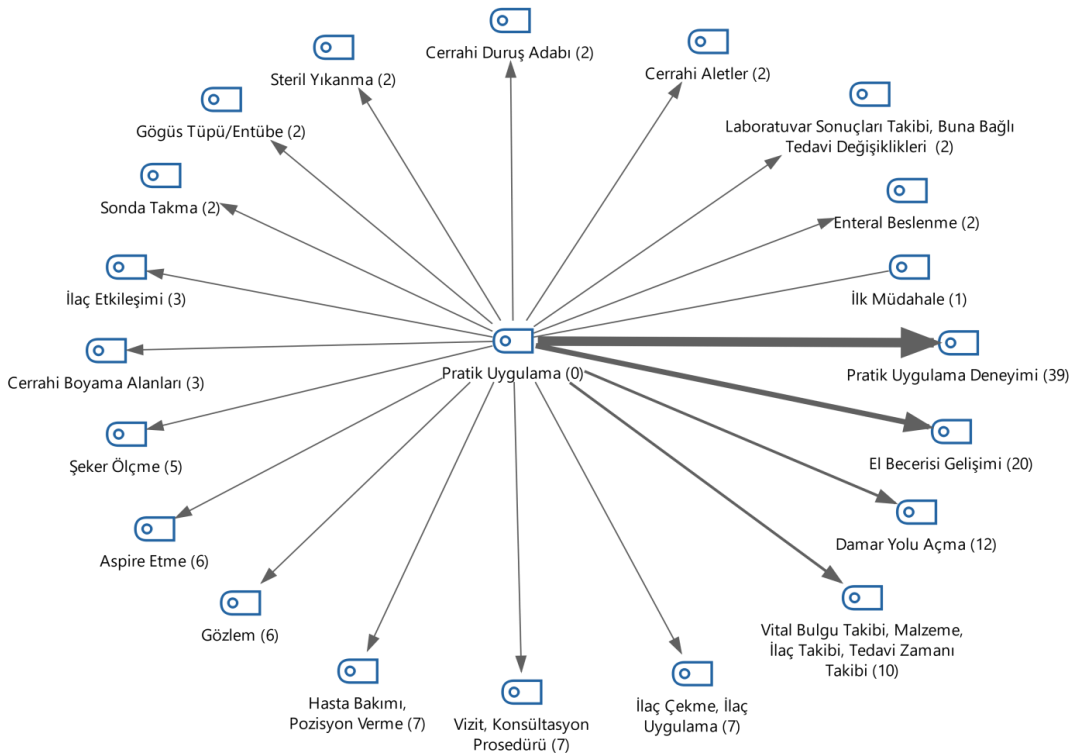 Cerrahi Duruş Adabı (2)
Steril Yıkanma (2)
Cerrahi Aletler (2)
Gögüs Tüpü/Entübe (2)
Laboratuvar Sonuçları Takibi, Buna Bağlı
Tedavi Değişiklikleri (2)
Sonda Takma (2)
Enteral Beslenme (2)
İlaç Etkileşimi (3)
İlk Müdahale (1)
Cerrahi Boyama Alanları (3)
Pratik Uygulama (0)
Pratik Uygulama Deneyimi (39)
Şeker Ölçme (5)
El Becerisi Gelişimi (20)
Aspire Etme (6)
Damar Yolu Açma (12)
Gözlem (6)
Vital Bulgu Takibi, Malzeme,
İlaç Takibi, Tedavi Zamanı
Takibi (10)
Hasta Bakımı,
Pozisyon Verme (7)
Vizit, Konsültasyon
Prosedürü (7)
İlaç Çekme, İlaç
Uygulama (7)